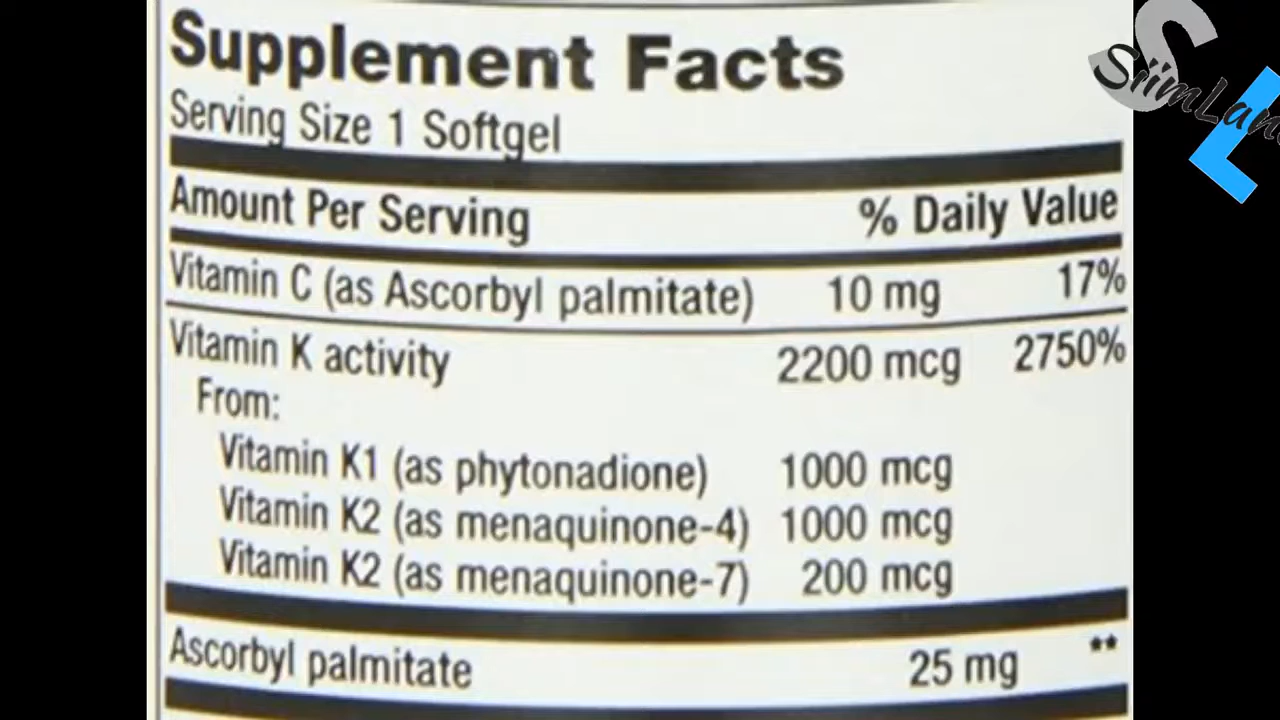 Supplement Facts
Serving Size 1 Softgel
Amount Per Serving % Daily Value
Vitamin C (as Ascorbyl palmitate) 10 mg 17%
Vitamin K activity 2200 mcg 2750%
From:
Vitamin K1 (as phytonadione) 1000 mcg
Vitamin K2 (as menaquinone-4) 1000 mcg
Vitamin K2 (as menaquinone-7) 200 mcg
Ascorbyl palmitate 25 mg **
S
SiimLan
L